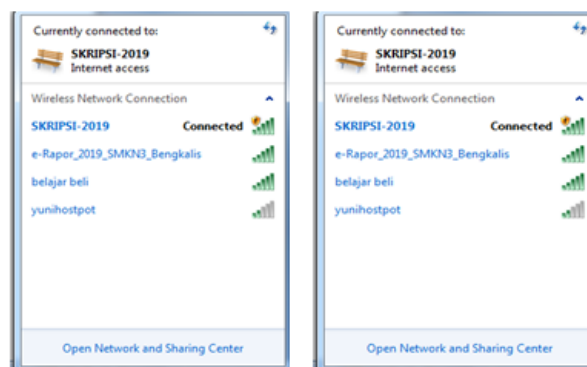 Currently connected to:
SKRIPSI-2019
Internet access
Wireless Network Connection
SKRIPSI-2019 Connected
e-Rapor_2019_SMKN3_Bengkalis
belajar beli
yunihostpot
Open Network and Sharing Center
Currently connected to:
SKRIPSI-2019
Internet access
Wireless Network Connection
SKRIPSI-2019 Connected
e-Rapor_2019_SMKN3_Bengkalis
belajar beli
yunihostpot
Open Network and Sharing Center